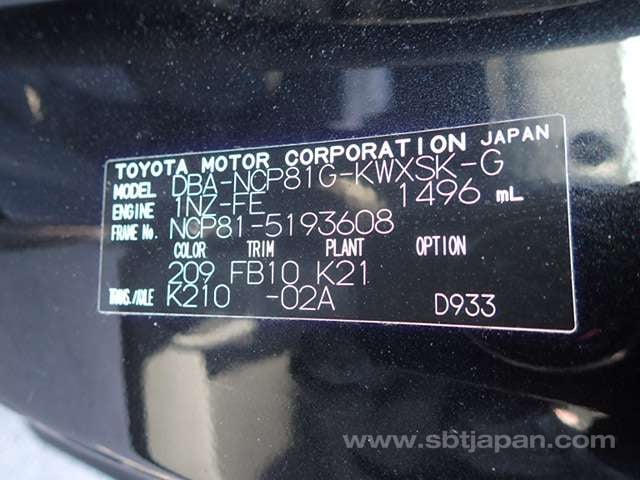 TOYOTA MOTOR CORPORATION JAPAN
MODEL DBA-NCP81G-KWXSK-G
ENGINE 1NZ-FE 1496 mL
FRAME No. NCP81-5193608
COLOR TRIM PLANT OPTION
209 FB10 K21
TRANS./AXLE K210 -02A D933
www.sbtjapan.com